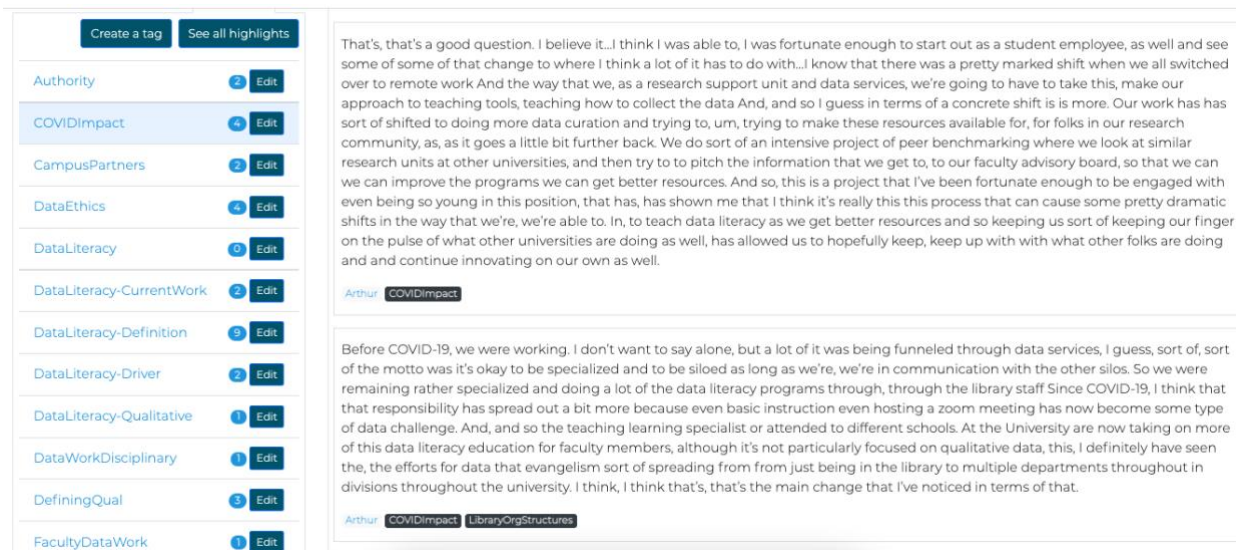 Create a tag See all highlights
Authority 2 Edit
COVIDImpact 4 Edit
CampusPartners 2 Edit
DataEthics 4 Edit
DataLiteracy 0 Edit
DataLiteracy-CurrentWork 2 Edit
DataLiteracy-Definition 9 Edit
DataLiteracy-Driver 2 Edit
DataLiteracy-Qualitative 1 Edit
DataWorkDisciplinary 1 Edit
DefiningQual 3 Edit
FacultyDataWork 1 Edit
That's, that's a good question. I believe it...I think I was able to, I was fortunate enough to start out as a student employee, as well and see
some of some of that change to where I think a lot of it has to do with...I know that there was a pretty marked shift when we all switched
over to remote work And the way that we, as a research support unit and data services, we're going to have to take this, make our
approach to teaching tools, teaching how to collect the data And, and so I guess in terms of a concrete shift is is more. Our work has has
sort of shifted to doing more data curation and trying to, um, trying to make these resources available for, for folks in our research
community, as, as it goes a little bit further back. We do sort of an intensive project of peer benchmarking where we look at similar
research units at other universities, and then try to to pitch the information that we get to, to our faculty advisory board, so that we can
we can improve the programs we can get better resources. And so, this is a project that I've been fortunate enough to be engaged with
even being so young in this position, that has, has shown me that I think it's really this this process that can cause some pretty dramatic
shifts in the way that we're, we're able to. In, to teach data literacy as we get better resources and so keeping us sort of keeping our finger
on the pulse of what other universities are doing as well, has allowed us to hopefully keep, keep up with with what other folks are doing
and and continue innovating on our own as well.
Arthur COVIDImpact
Before COVID-19, we were working. I don't want to say alone, but a lot of it was being funneled through data services, I guess, sort of, sort
of the motto was it's okay to be specialized and to be siloed as long as we're, we're in communication with the other silos. So we were
remaining rather specialized and doing a lot of the data literacy programs through, through the library staff Since COVID-19, I think that
that responsibility has spread out a bit more because even basic instruction even hosting a zoom meeting has now become some type
of data challenge. And, and so the teaching learning specialist or attended to different schools. At the University are now taking on more
of this data literacy education for faculty members, although it's not particularly focused on qualitative data, this, I definitely have seen
the, the efforts for data that evangelism sort of spreading from from just being in the library to multiple departments throughout in
divisions throughout the university. I think, I think that's, that's the main change that I've noticed in terms of that.
Arthur COVIDImpact LibraryOrgStructures